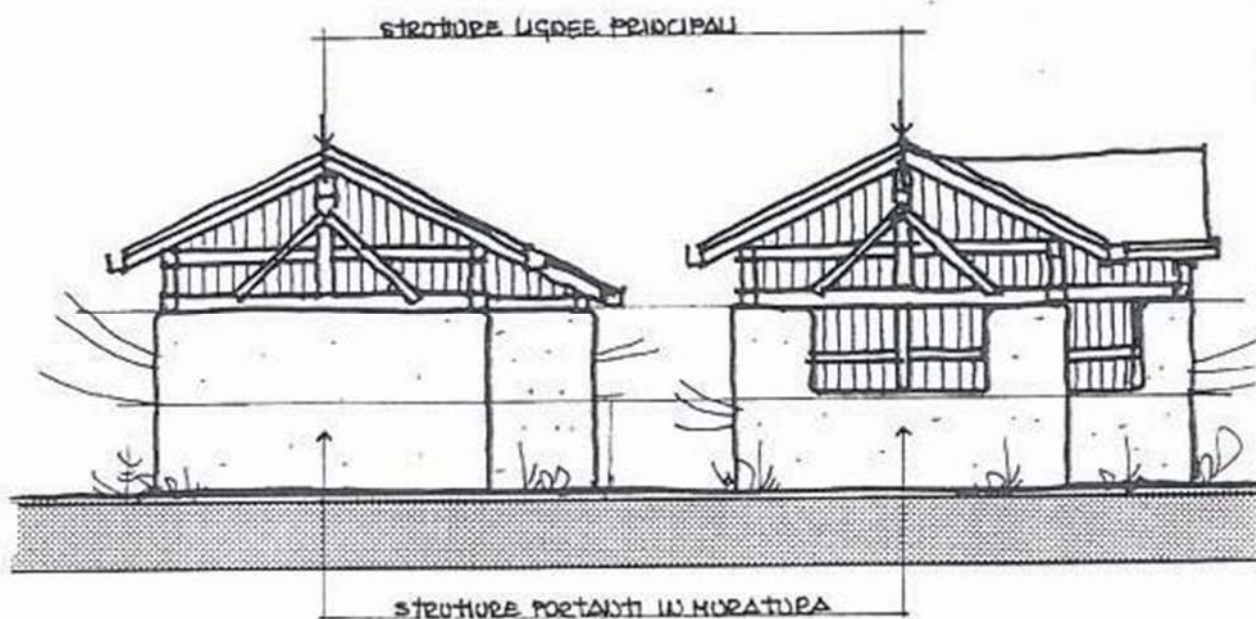 STRUTTURE LIGNEE PRINCIPALI
STRUTTURE PORTANTI IN MURATURA